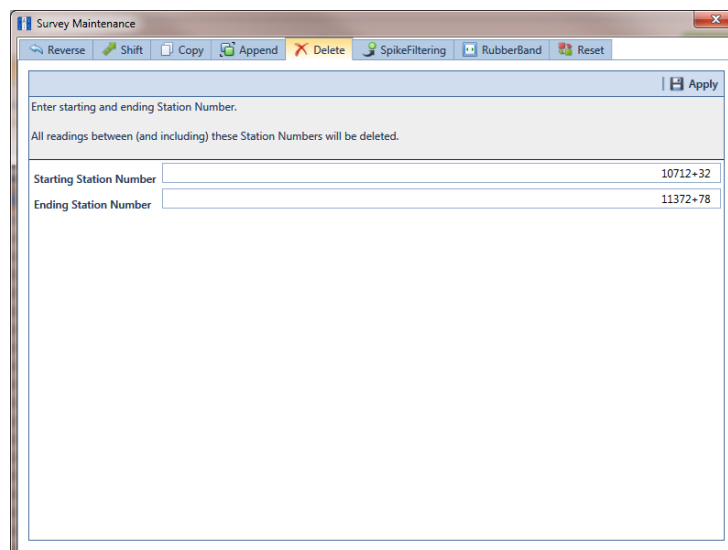 Survey Maintenance
Reverse Shift Copy Append Delete SpikeFiltering RubberBand Reset
Apply
Enter starting and ending Station Number.
All readings between (and including) these Station Numbers will be deleted.
Starting Station Number 10712+32
Ending Station Number 11372+78